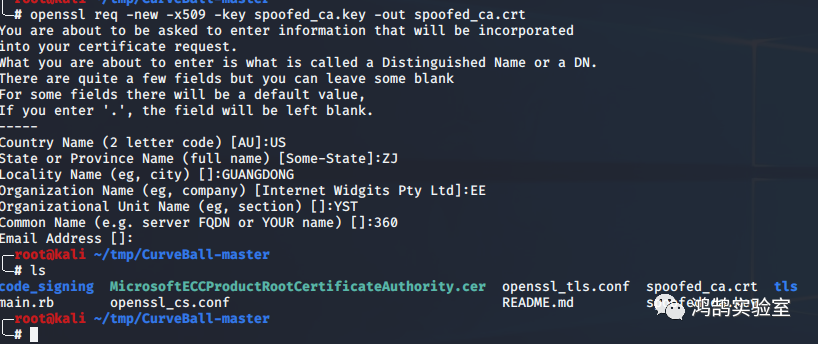 # openssl req -new -x509 -key spoofed_ca.key -out spoofed_ca.crt
You are about to be asked to enter information that will be incorporated
into your certificate request.
What you are about to enter is what is called a Distinguished Name or a DN.
There are quite a few fields but you can leave some blank
For some fields there will be a default value,
If you enter '.', the field will be left blank.
-----
Country Name (2 letter code) [AU]:US
State or Province Name (full name) [Some-State]:ZJ
Locality Name (eg, city) []:GUANGDONG
Organization Name (eg, company) [Internet Widgits Pty Ltd]:EE
Organizational Unit Name (eg, section) []:YST
Common Name (e.g. server FQDN or YOUR name) []:360
Email Address []:
root@kali ~/tmp/CurveBall-master
# ls
code_signing MicrosoftECCProductRootCertificateAuthority.cer openssl_tls.conf spoofed_ca.crt tls
main.rb openssl_cs.conf README.md
鸿鹄实验室
root@kali ~/tmp/CurveBall-master
#